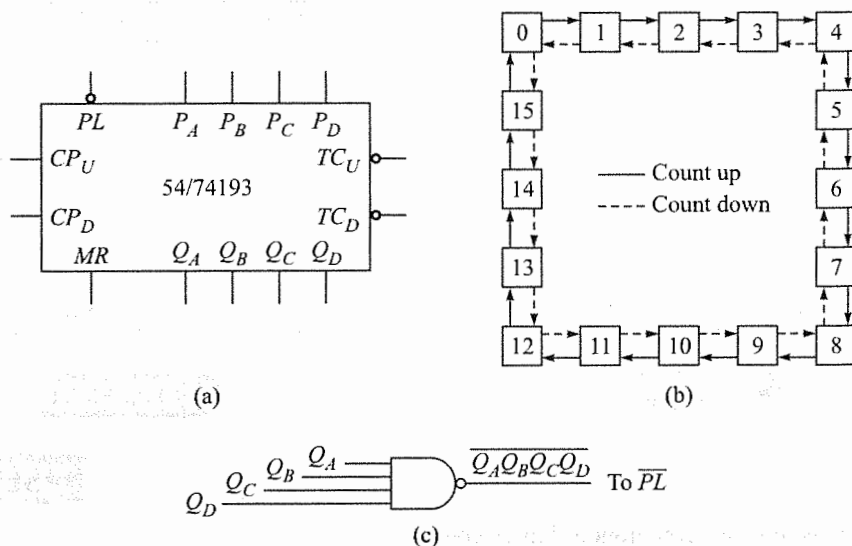 PL P_A P_B P_C P_D
CP_U TC_U
54/74193
CP_D TC_D
MR Q_A Q_B Q_C Q_D
(a)
0 1 2 3 4
15 5
14 6
13 7
12 11 10 9 8
Count up
Count down
(b)
Q_A
Q_B
Q_C
Q_D
\overline{Q_A Q_B Q_C Q_D}
To \overline{PL}
(c)